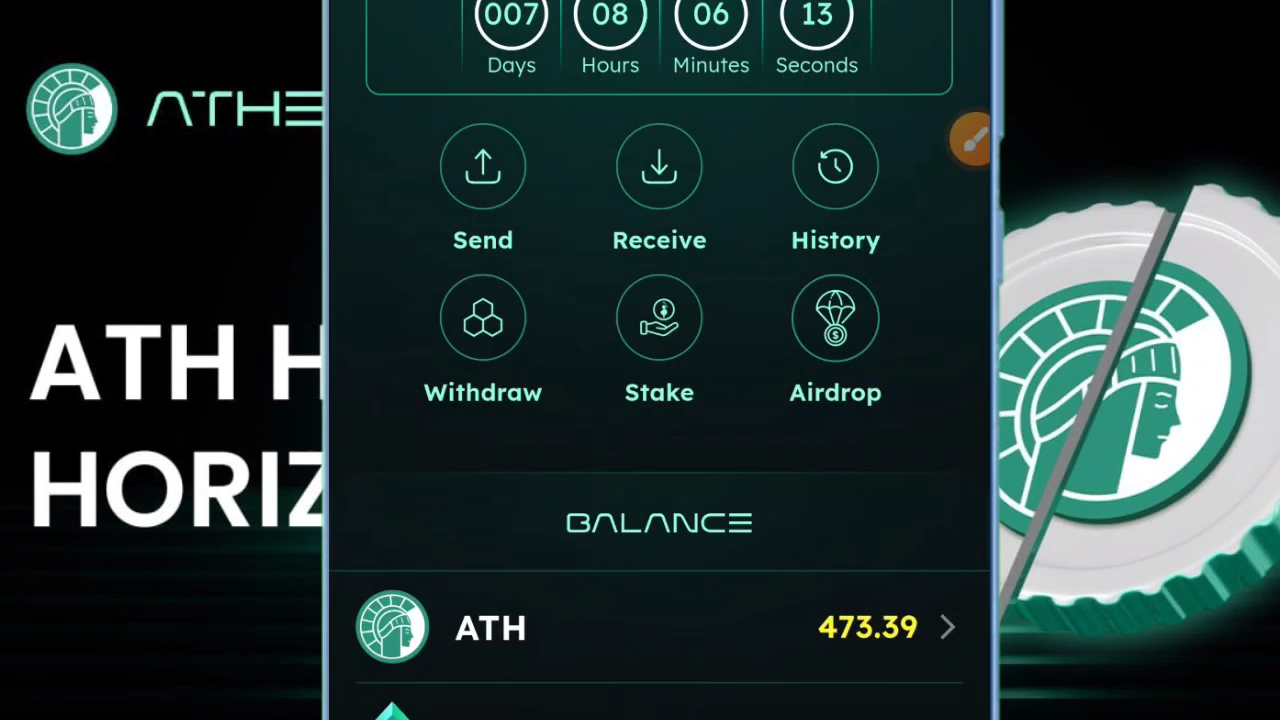 007 08 06 13
Days Hours Minutes Seconds
ATHE
Send Receive History
ATH H
HORIZ
Withdraw Stake Airdrop
BALANCE
ATH 473.39